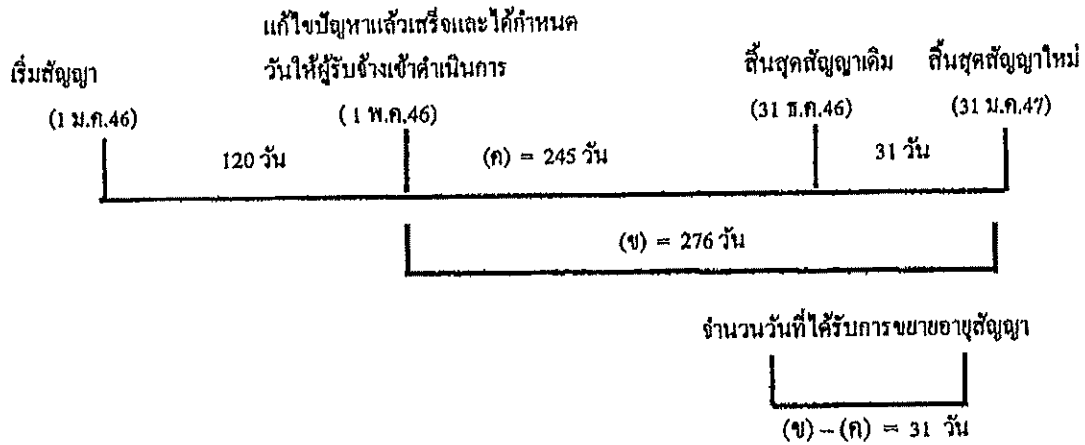 แก้ไขปัญหาแล้วเสร็จและได้กำหนด
วันให้ผู้รับจ้างเข้าดำเนินการ
เริ่มสัญญา
สิ้นสุดสัญญาเดิม
สิ้นสุดสัญญาใหม่
(1 ม.ค.46)
(1 พ.ค.46)
(31 ธ.ค.46)
(31 ม.ค.47)
120 วัน
(ค) = 245 วัน
31 วัน
(ข) = 276 วัน
จำนวนวันที่ได้รับการขยายอายุสัญญา
(ข) – (ค) = 31 วัน